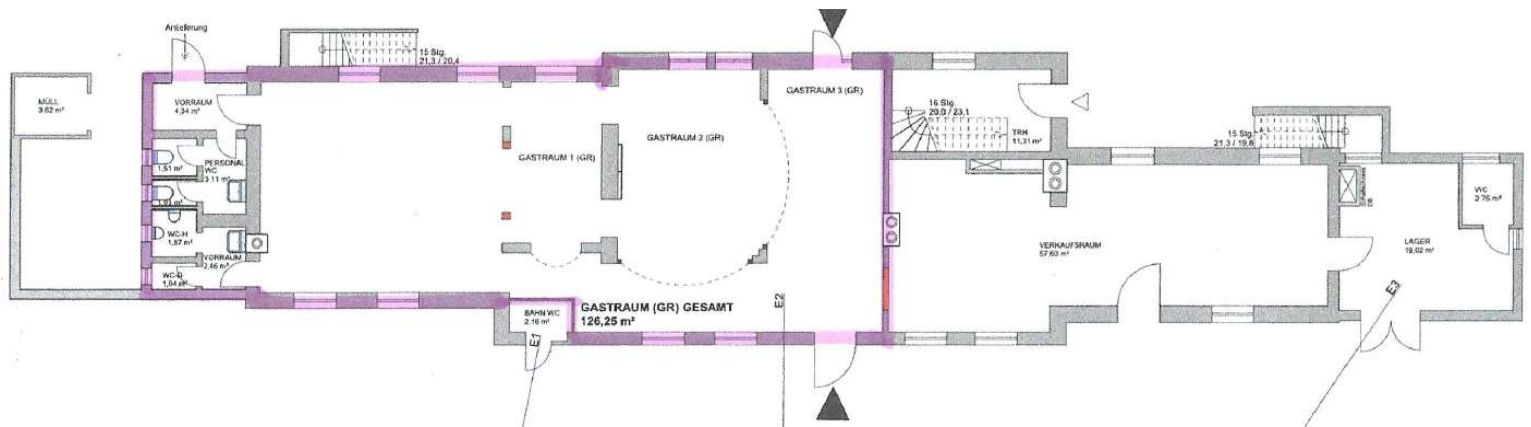 Anlieferung
15 Stg.
21,3 / 20,4
MÜLL
3,62 m²
VORRAUM
4,34 m²
GASTRAUM 3 (GR)
16 Stg.
20,0 / 23,1
TRH
11,31 m²
15 Stg.
21,3 / 19,8
GASTRAUM 2 (GR)
GASTRAUM 1 (GR)
1,51 m²
PERSONAL
WC
3,11 m²
WC-H
1,87 m²
VORRAUM
2,46 m²
WC-D
1,04 m²
VERKAUFSRAUM
57,60 m²
LAGER
19,02 m²
WC
2,76 m²
GASTRAUM (GR) GESAMT
126,25 m²
BAHN WC
2,16 m²
E1
E2
E3